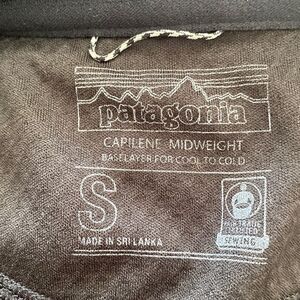 patagonia
CAPILENE MIDWEIGHT
BASELAYER FOR COOL TO COLD
S
FAIR TRADE
CERTIFIED
SEWING
MADE IN SRI LANKA